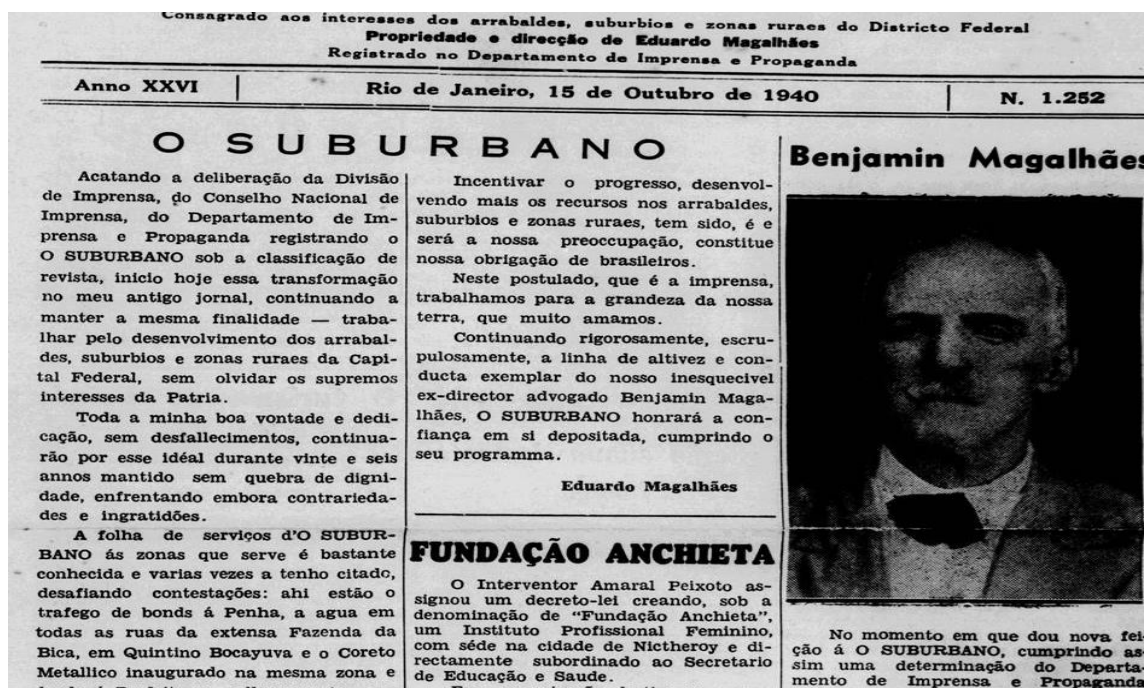 Consagrado aos interesses dos arrabaldes, suburbios e zonas ruraes do Districto Federal
Propriedade e direcção de Eduardo Magalhães
Registrado no Departamento de Imprensa e Propaganda
Anno XXVI
Rio de Janeiro, 15 de Outubro de 1940
N. 1.252
O SUBURBANO
Acatando a deliberação da Divisão
de Imprensa, do Conselho Nacional de
Imprensa, do Departamento de Im-
prensa e Propaganda registrando o
O SUBURBANO sob a classificação de
revista, inicio hoje essa transformação
no meu antigo jornal, continuando a
manter a mesma finalidade — traba-
lhar pelo desenvolvimento dos arrabal-
des, suburbios e zonas ruraes da Capi-
tal Federal, sem olvidar os supremos
interesses da Patria.
Toda a minha boa vontade e dedi-
cação, sem desfallecimentos, continua-
rão por esse idéal durante vinte e seis
annos mantido sem quebra de digni-
dade, enfrentando embora contrarieda-
des e ingratidões.
A folha de serviços d'O SUBUR-
BANO ás zonas que serve é bastante
conhecida e varias vezes a tenho citado,
desafiando contestações: ahi estão o
trafego de bonds á Penha, a agua em
todas as ruas da extensa Fazenda da
Bica, em Quintino Bocayuva e o Coreto
Metallico inaugurado na mesma zona e
Incentivar o progresso, desenvol-
vendo mais os recursos nos arrabaldes,
suburbios e zonas ruraes, tem sido, é e
será a nossa preoccupação, constitue
nossa obrigação de brasileiros.
Neste postulado, que é a imprensa,
trabalhamos para a grandeza da nossa
terra, que muito amamos.
Continuando rigorosamente, escru-
pulosamente, a linha de altivez e con-
ducta exemplar do nosso inesquecivel
ex-director advogado Benjamin Maga-
lhães, O SUBURBANO honrará a con-
fiança em si depositada, cumprindo o
seu programma.
Eduardo Magalhães
FUNDAÇÃO ANCHIETA
O Interventor Amaral Peixoto as-
signou um decreto-lei creando, sob a
denominação de "Fundação Anchieta",
um Instituto Profissional Feminino,
com séde na cidade de Nictheroy e di-
rectamente subordinado ao Secretario
de Educação e Saude.
Benjamin Magalhães
No momento em que dou nova fei-
ção á O SUBURBANO, cumprindo as-
sim uma determinação do Departa-
mento de Imprensa e Propaganda